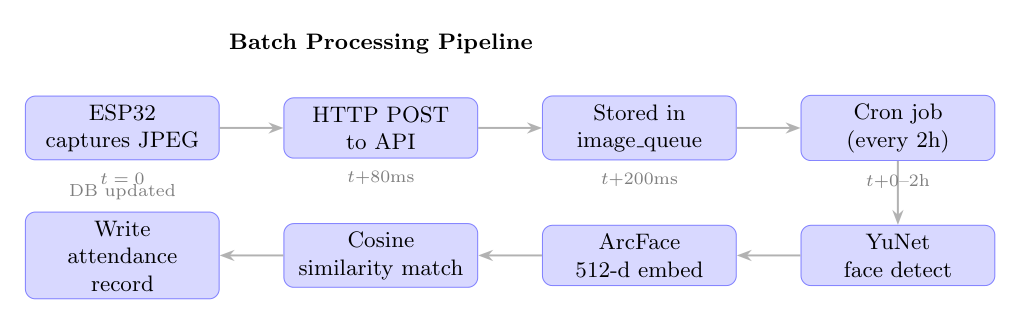 Batch Processing Pipeline
ESP32
captures JPEG
HTTP POST
to API
Stored in
image_queue
Cron job
(every 2h)
t = 0
t+80ms
t+200ms
t+0–2h
DB updated
Write
attendance
record
Cosine
similarity match
ArcFace
512-d embed
YuNet
face detect